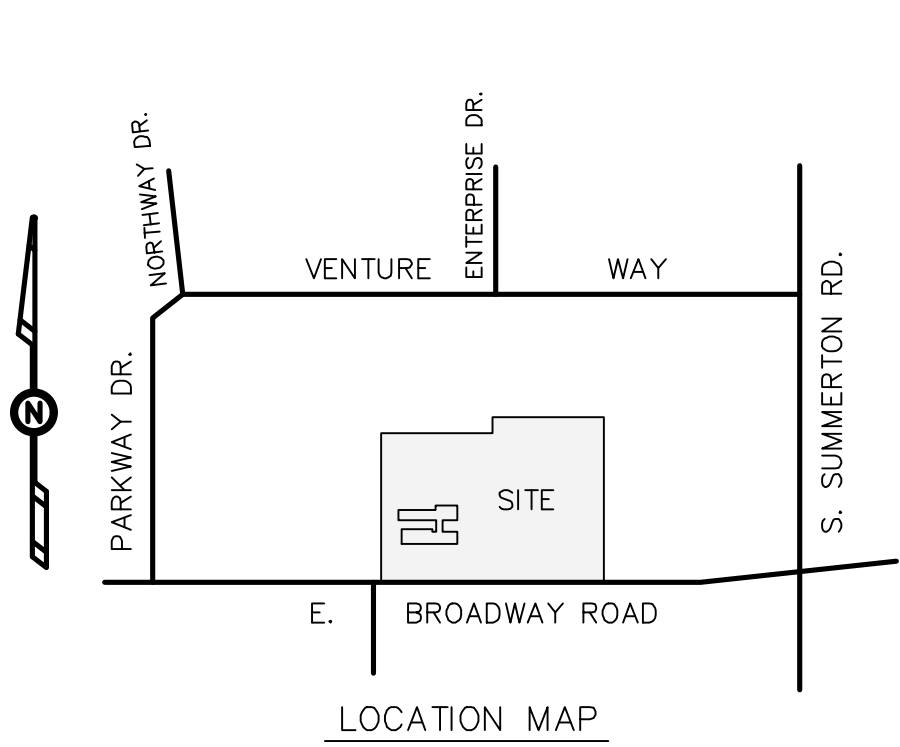 NORTHWAY DR.
ENTERPRISE DR.
VENTURE WAY
S. SUMMERTON RD.
PARKWAY DR.
N
SITE
E. BROADWAY ROAD
LOCATION MAP